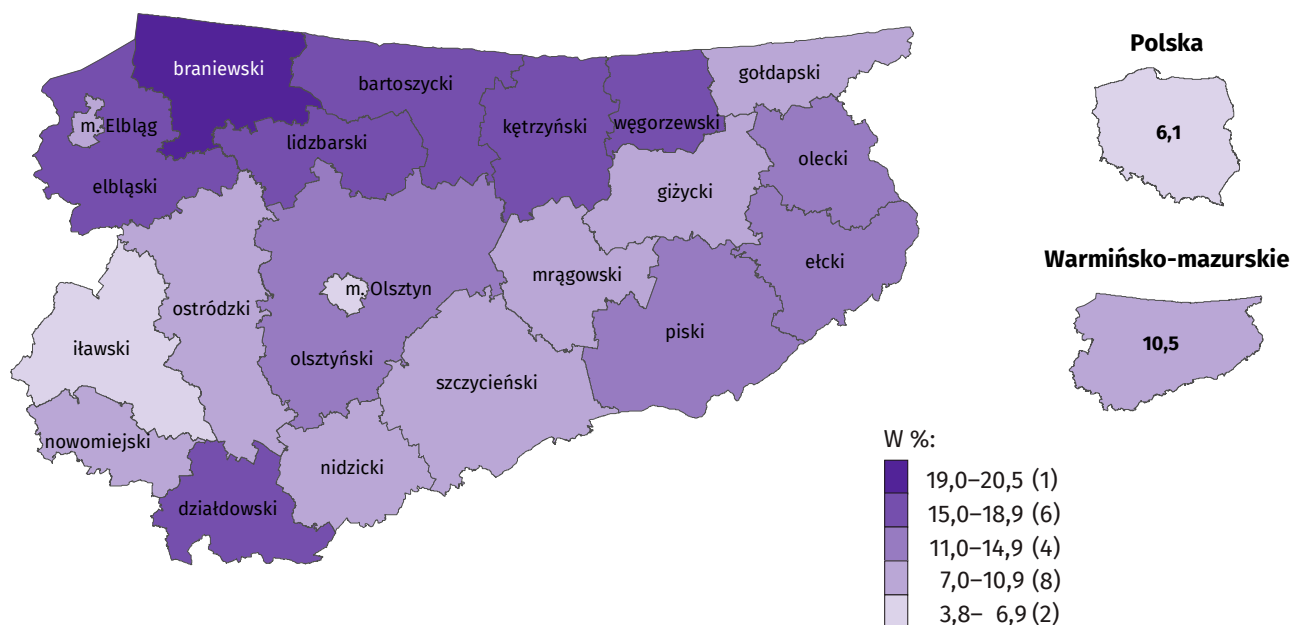 Polska
braniewski
gołdapski
bartoszycki
m. Elbląg
kętrzyński
węgorzewski
6,1
lidzbarski
olecki
elbląski
giżycki
Warmińsko-mazurskie
ełcki
mrągowski
m. Olsztyn
ostródzki
piski
10,5
iławski
olsztyński
szczycieński
nowomiejski
W %:
nidzicki
19,0–20,5 (1)
działdowski
15,0–18,9 (6)
11,0–14,9 (4)
7,0–10,9 (8)
3,8– 6,9 (2)